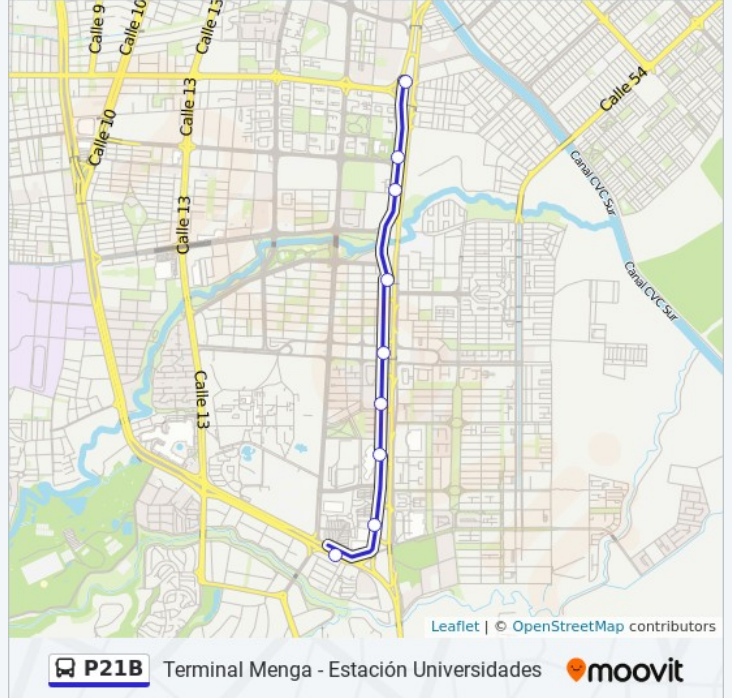 Calle 9
Calle 10
Calle 13
Calle 54
Calle 13
Calle 10
Canal CVC Sur
Calle 13
Canal CVC Sur
Calle 13
Leaflet | © OpenStreetMap contributors
P21B Terminal Menga - Estación Universidades moovit